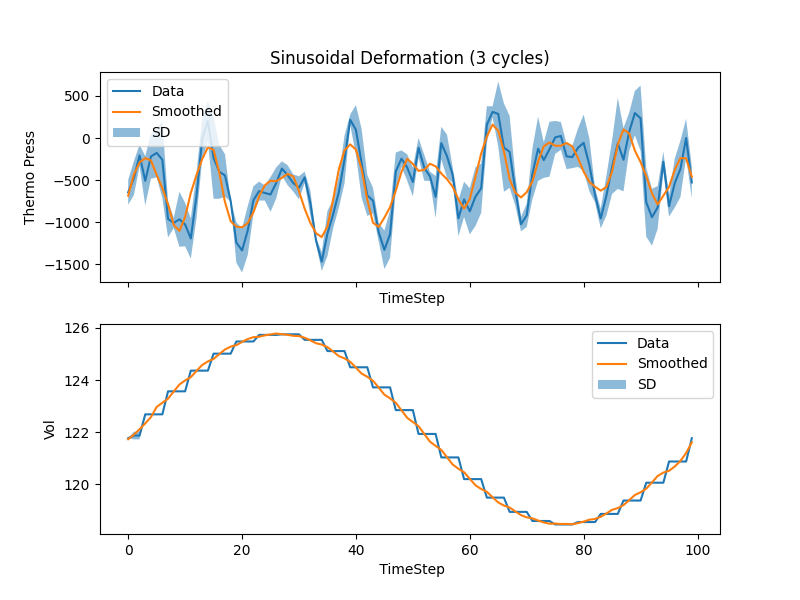 Sinusoidal Deformation (3 cycles)
Thermo Press
500
0
−500
−1000
−1500
Data
Smoothed
SD
TimeStep
Vol
126
124
122
120
Data
Smoothed
SD
0 20 40 60 80 100
TimeStep